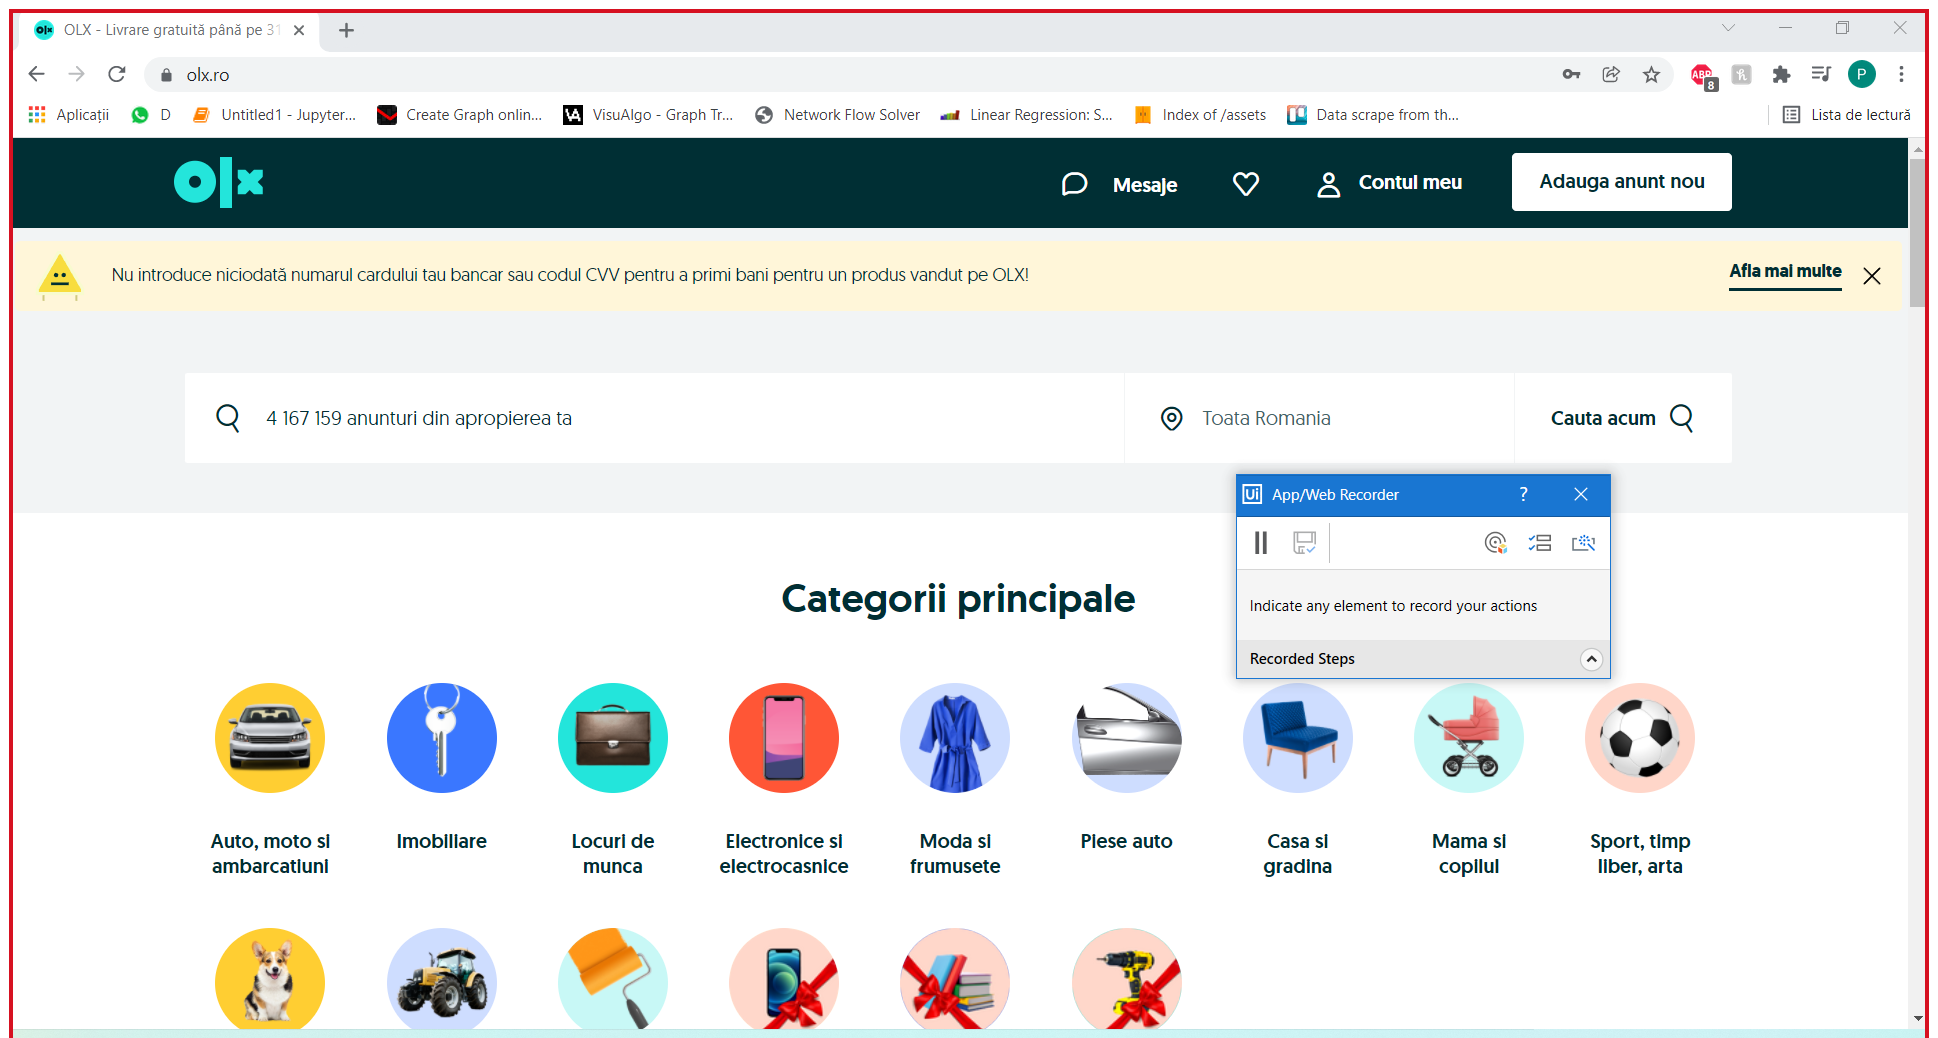 OLX - Livrare gratuită până pe 31
olx.ro
ABP
8
P
Aplicații
D
Untitled1 - Jupyter...
Create Graph onlin...
VA
VisuAlgo - Graph Tr...
Network Flow Solver
Linear Regression: S...
Index of /assets
Data scrape from th...
Lista de lectură
olx
Mesaje
Contul meu
Adauga anunt nou
Nu introduce niciodată numarul cardului tau bancar sau codul CVV pentru a primi bani pentru un produs vandut pe OLX!
Afla mai multe
4 167 159 anunturi din apropierea ta
Toata Romania
Cauta acum
Ui App/Web Recorder ?
Indicate any element to record your actions
Recorded Steps
Categorii principale
Auto, moto si
ambarcatiuni
Imobiliare
Locuri de
munca
Electronice si
electrocasnice
Moda si
frumusete
Piese auto
Casa si
gradina
Mama si
copilul
Sport, timp
liber, arta